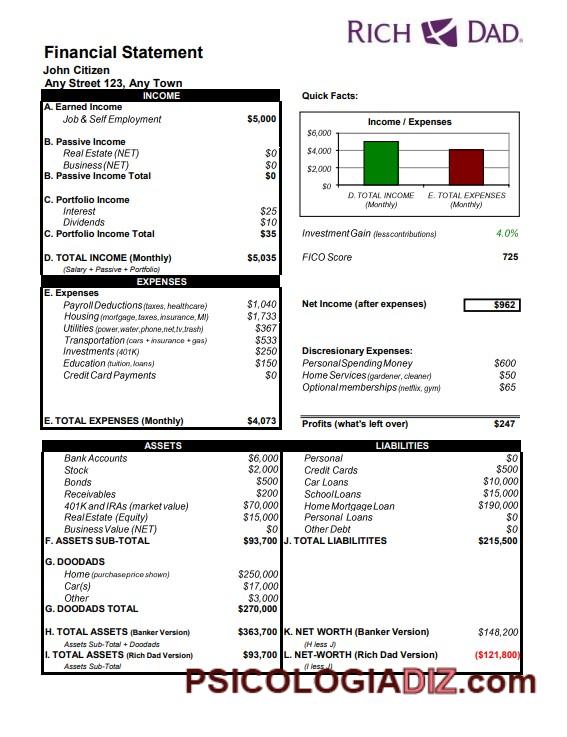 RICH DAD.
Financial Statement
John Citizen
Any Street 123, Any Town
INCOME
A. Earned Income
Job & Self Employment $5,000
B. Passive Income
Real Estate (NET) $0
Business (NET) $0
B. Passive Income Total $0
C. Portfolio Income
Interest $25
Dividends $10
C. Portfolio Income Total $35
D. TOTAL INCOME (Monthly) $5,035
(Salary + Passive + Portfolio)
EXPENSES
E. Expenses
Payroll Deductions (taxes, healthcare) $1,040
Housing (mortgage, taxes, insurance, MI) $1,733
Utilities (power,water,phone,net,tv,trash) $367
Transportation (cars + insurance + gas) $533
Investments (401K) $250
Education (tuition, loans) $150
Credit Card Payments $0
E. TOTAL EXPENSES (Monthly) $4,073
Quick Facts:
Income / Expenses
$6,000
$4,000
$2,000
$0
D. TOTAL INCOME (Monthly)
E. TOTAL EXPENSES (Monthly)
Investment Gain (less contributions) 4.0%
FICO Score 725
Net Income (after expenses) $962
Discresionary Expenses:
Personal Spending Money $600
Home Services (gardener, cleaner) $50
Optional memberships (netflix, gym) $65
Profits (what's left over) $247
ASSETS
Bank Accounts $6,000
Stock $2,000
Bonds $500
Receivables $200
401K and IRAs (market value) $70,000
Real Estate (Equity) $15,000
Business Value (NET) $0
F. ASSETS SUB-TOTAL $93,700
G. DOODADS
Home (purchase price shown) $250,000
Car(s) $17,000
Other $3,000
G. DOODADS TOTAL $270,000
H. TOTAL ASSETS (Banker Version) $363,700
Assets Sub-Total + Doodads
I. TOTAL ASSETS (Rich Dad Version) $93,700
Assets Sub-Total
LIABILITIES
Personal $0
Credit Cards $500
Car Loans $10,000
School Loans $15,000
Home Mortgage Loan $190,000
Personal Loans $0
Other Debt $0
J. TOTAL LIABILITITES $215,500
K. NET WORTH (Banker Version) $148,200
(H less J)
L. NET-WORTH (Rich Dad Version) ($121,800)
(I less J)
PSICOLOGIADIZ.com